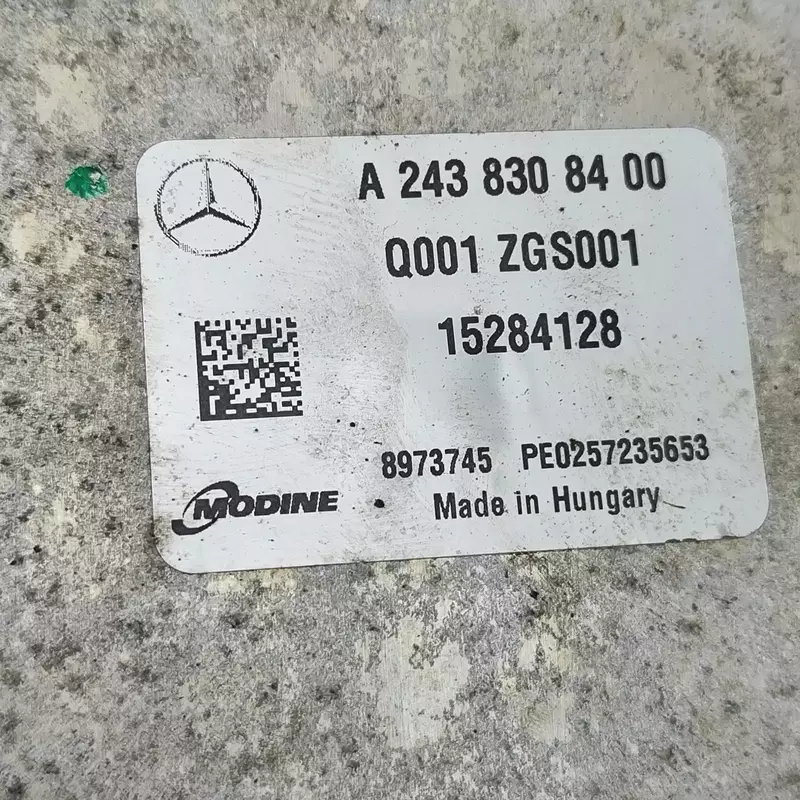 A 243 830 84 00
Q001 ZGS001
15284128
8973745 PE0257235653
MODINE
Made in Hungary